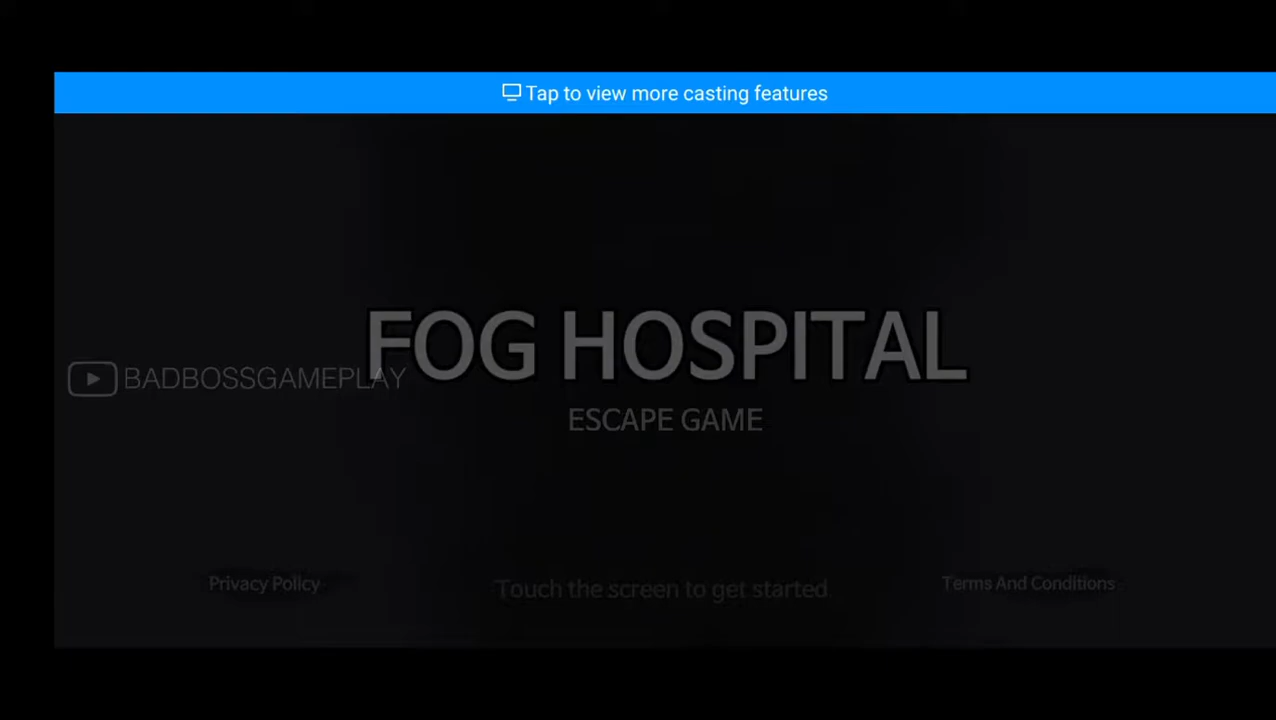 Tap to view more casting features
FOG HOSPITAL
BADBOSSGAMEPLAY
ESCAPE GAME
Privacy Policy
Touch the screen to get started
Terms And Conditions